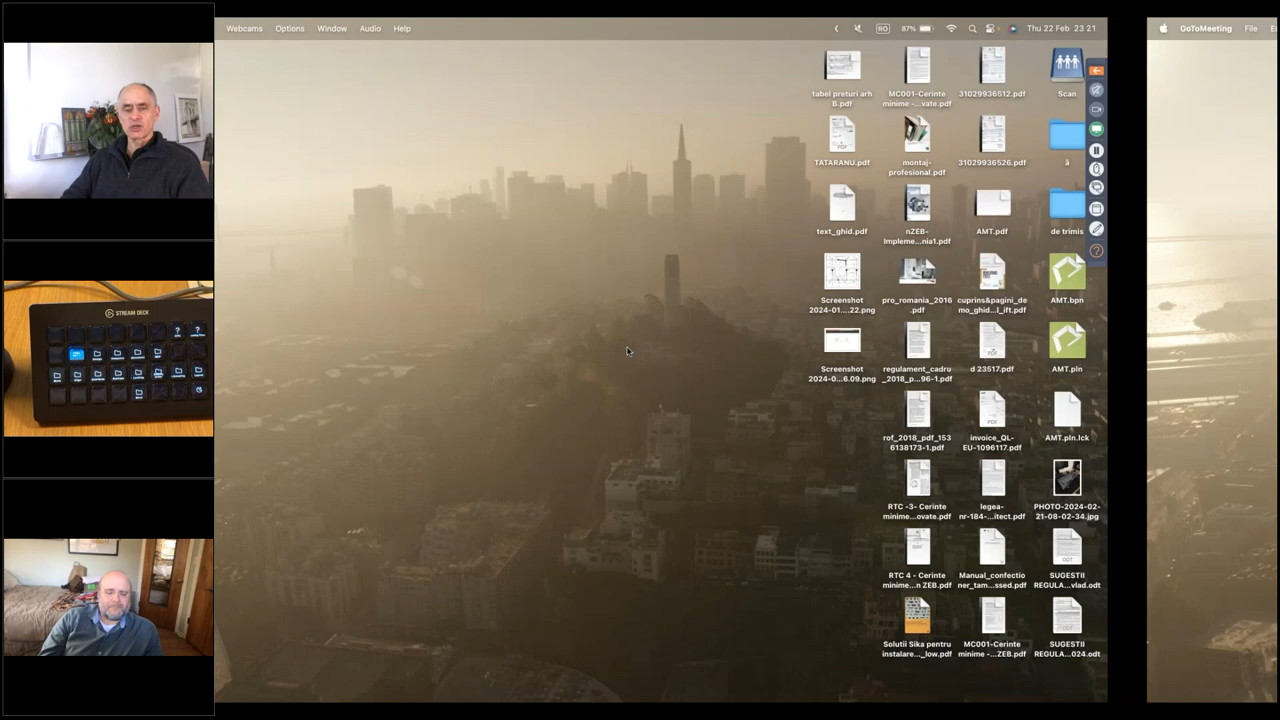 Webcams Options Window Audio Help
RO 87% Thu 22 Feb 23 21
GoToMeeting File
STREAM DECK
tabel preturi arh
B.pdf
MC001-Cerinte
minime -...vate.pdf
31029936512.pdf
Scan
TATARANU.pdf
montaj-
profesional.pdf
31029936526.pdf
ã
text_ghid.pdf
nZEB-
Impleme...nia1.pdf
AMT.pdf
de trimis
Screenshot
2024-01....22.png
pro_romania_2016
.pdf
cuprins&pagini_de
mo_ghid...l_ift.pdf
AMT.bpn
Screenshot
2024-0...6.09.png
regulament_cadru
_2018_p...96-1.pdf
d 23517.pdf
AMT.pln
rof_2018_pdf_153
6138173-1.pdf
invoice_QL-
EU-1096117.pdf
AMT.pln.lck
RTC -3- Cerinte
minime...ovate.pdf
legea-
nr-184-...itect.pdf
PHOTO-2024-02-
21-08-02-34.jpg
RTC 4 - Cerinte
minime...n ZEB.pdf
Manual_confectio
ner_tam...ssed.pdf
SUGESTII
REGULA...vlad.odt
Solutii Sika pentru
instalare..._low.pdf
MC001-Cerinte
minime -...ZEB.pdf
SUGESTII
REGULA...024.odt